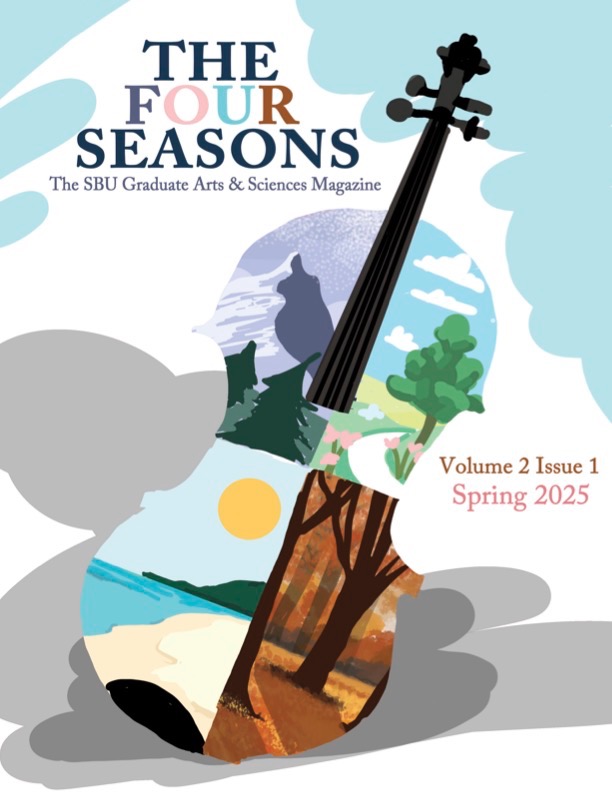 THE
FOUR
SEASONS
The SBU Graduate Arts & Sciences Magazine
Volume 2 Issue 1
Spring 2025